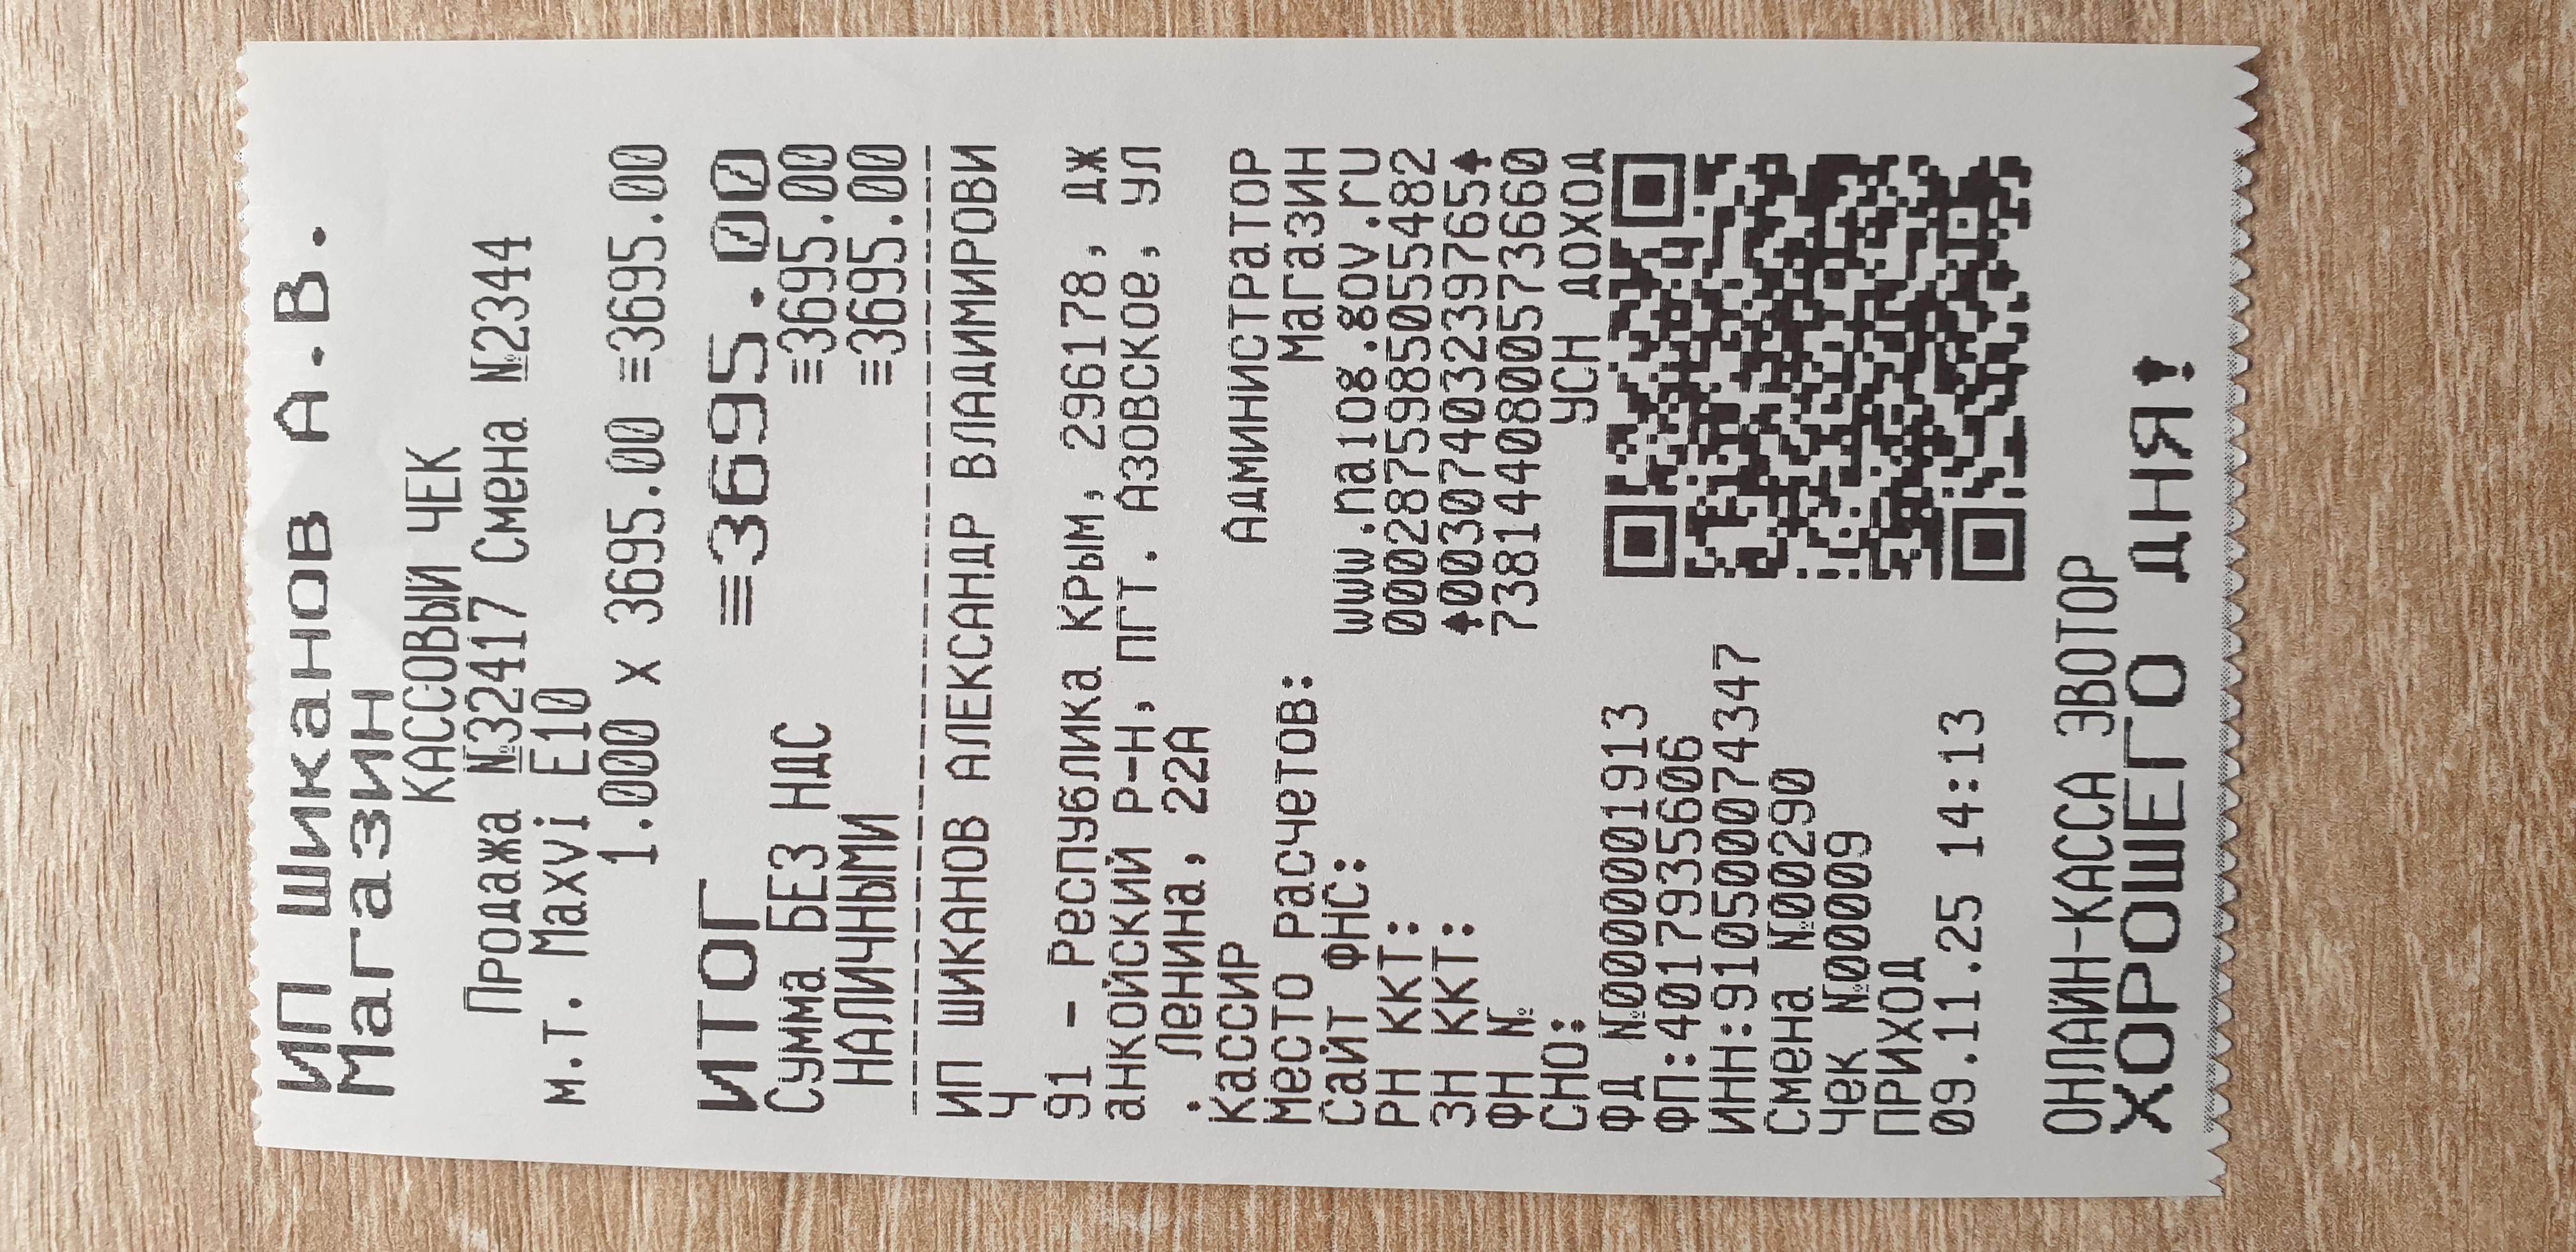 ИП Шиканов А.В.
Магазин
КАССОВЫЙ ЧЕК
Продажа №32417 Смена №2344
м.т. Maxvi E10
1.000 x 3695.00 ≡3695.00
ИТОГ ≡3695.00
Сумма БЕЗ НДС ≡3695.00
НАЛИЧНЫМИ ≡3695.00
ИП ШИКАНОВ АЛЕКСАНДР ВЛАДИМИРОВИ
Ч
91 - Республика Крым, 296178, Дж
анкойский р-н, пгт. Азовское, ул
. Ленина, 22А
Кассир АДМИНИСТРАТОР
Место расчетов: Магазин
Сайт ФНС: www.nalog.gov.ru
РН ККТ: 0002875985055482
ЗН ККТ: ♠00307403239765♠
ФН № 7381440800573660
СНО: УСН ДОХОД
ФД №0000001913
ФП:4017935606
ИНН:910500074347
Смена №00290
Чек №00009
ПРИХОД
09.11.25 14:13
ОНЛАЙН-КАССА ЭВОТОР
ХОРОШЕГО ДНЯ!